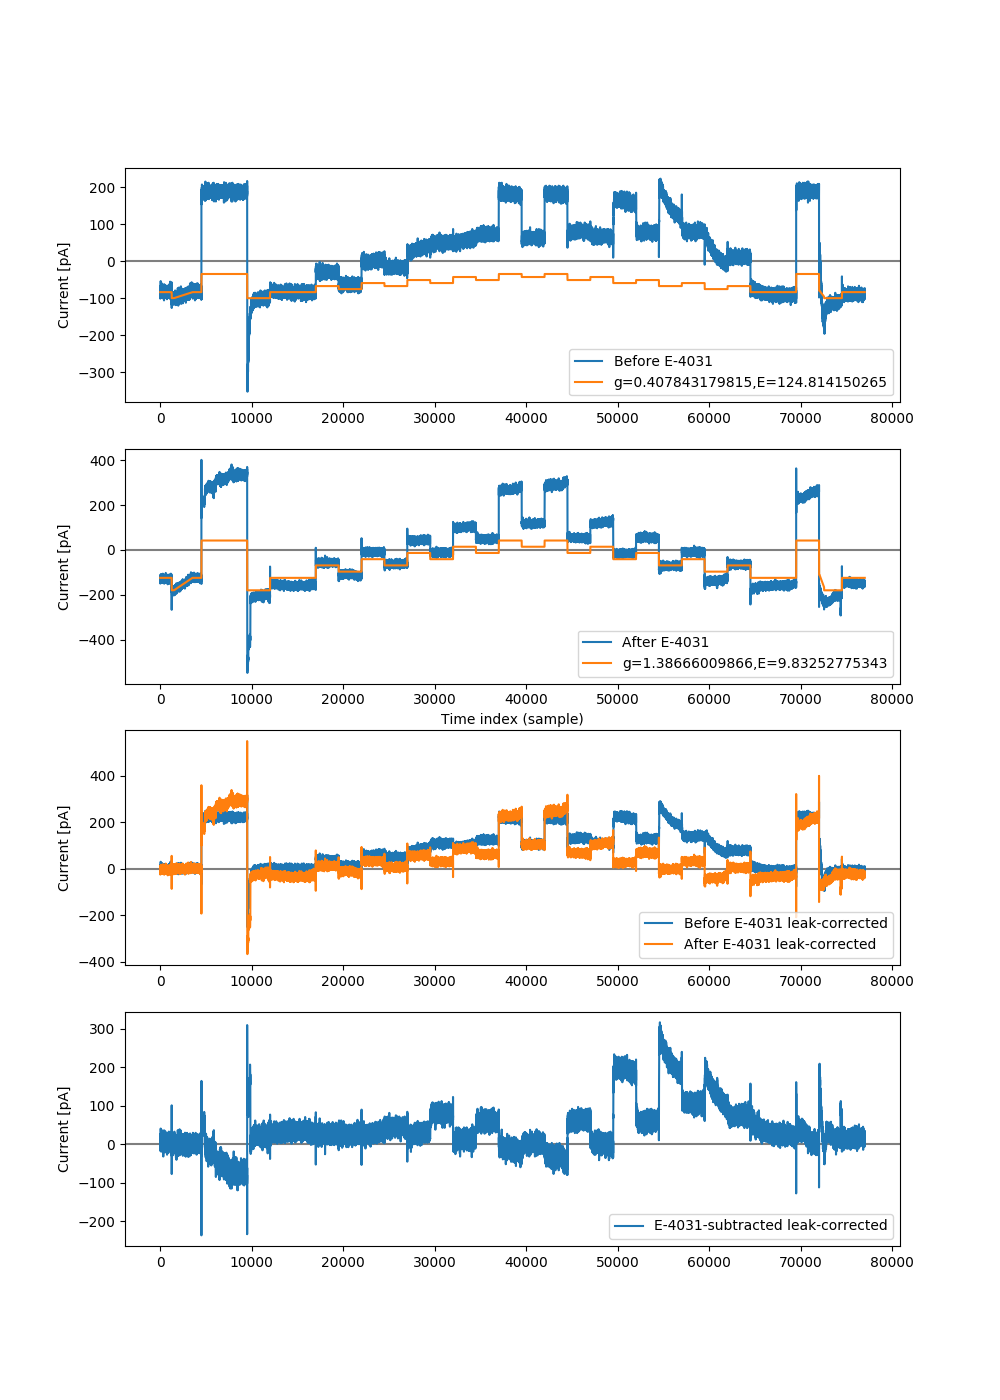 200
100
0
−100
−200
−300
Current [pA]
Before E-4031
g=0.407843179815,E=124.814150265
0 10000 20000 30000 40000 50000 60000 70000 80000
400
200
0
−200
−400
Current [pA]
After E-4031
g=1.38666009866,E=9.83252775343
0 10000 20000 30000 40000 50000 60000 70000 80000
Time index (sample)
400
200
0
−200
−400
Current [pA]
Before E-4031 leak-corrected
After E-4031 leak-corrected
0 10000 20000 30000 40000 50000 60000 70000 80000
300
200
100
0
−100
−200
Current [pA]
E-4031-subtracted leak-corrected
0 10000 20000 30000 40000 50000 60000 70000 80000